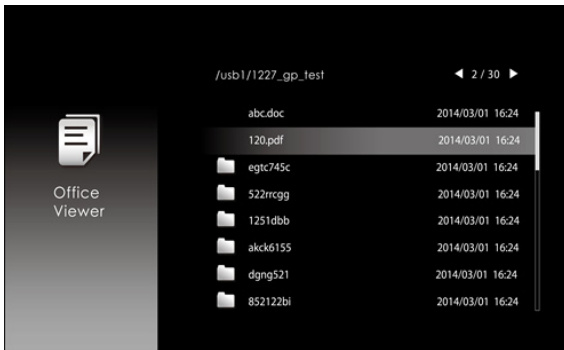 /usb1/1227_gp_test ◀ 2 / 30 ▶
abc.doc 2014/03/01 16:24
120.pdf 2014/03/01 16:24
egtc745c 2014/03/01 16:24
522rrcgg 2014/03/01 16:24
1251dbb 2014/03/01 16:24
akck6155 2014/03/01 16:24
dgng521 2014/03/01 16:24
852122bi 2014/03/01 16:24
Office
Viewer